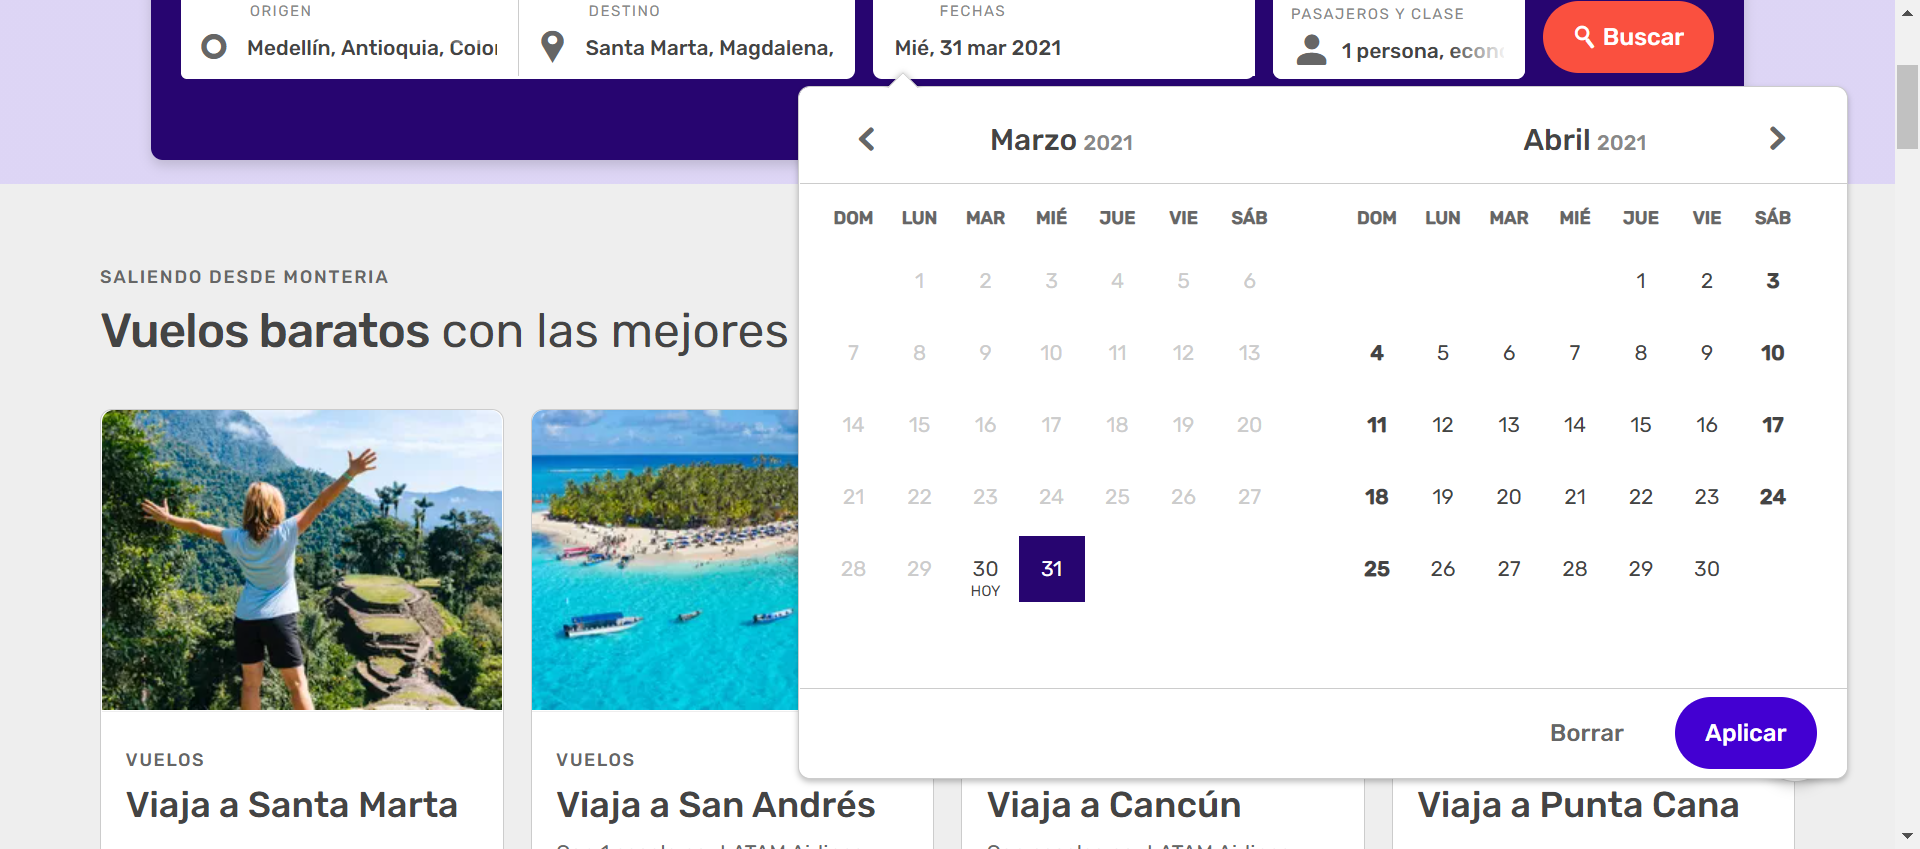 ORIGEN
Medellín, Antioquia,
DESTINO
Santa Marta, Magdalena,
FECHAS
Mié, 31 mar 2021
PASAJEROS Y CLASE
1 persona,
Buscar
Marzo 2021
DOM LUN MAR MIÉ JUE VIE SÁB
1 2 3 4 5 6
7 8 9 10 11 12 13
14 15 16 17 18 19 20
21 22 23 24 25 26 27
28 29 30 31
HOY
Abril 2021
DOM LUN MAR MIÉ JUE VIE SÁB
1 2 3
4 5 6 7 8 9 10
11 12 13 14 15 16 17
18 19 20 21 22 23 24
25 26 27 28 29 30
Borrar
Aplicar
SALIENDO DESDE MONTERIA
Vuelos baratos con las mejores
VUELOS
Viaja a Santa Marta
VUELOS
Viaja a San Andrés
Viaja a Cancún
Viaja a Punta Cana